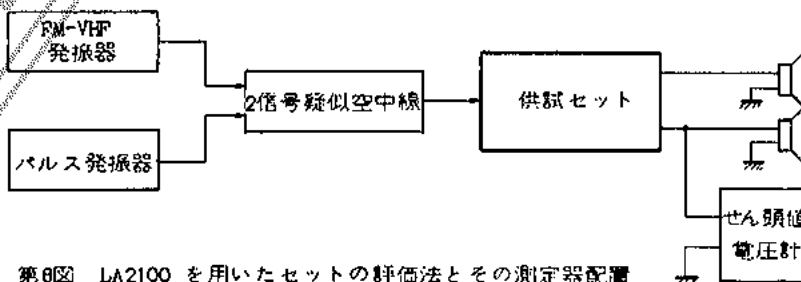 FM-VHF
発振器
2信号疑似空中線
供試セット
パルス発振器
せん頭値
電圧計
第8図 LA2100 を用いたセットの評価法とその測定器配置